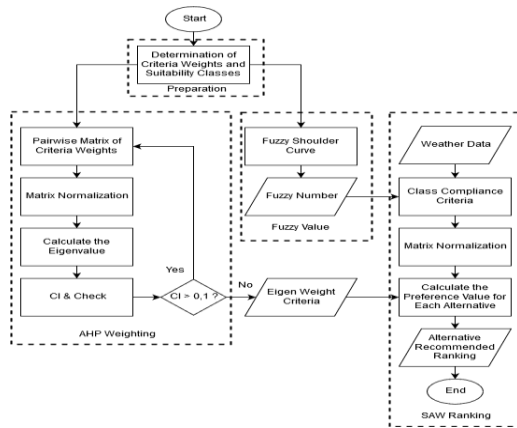 Start
Determination of
Criteria Weights and
Suitability Classes
Preparation
Pairwise Matrix of
Criteria Weights
Matrix Normalization
Calculate the
Eigenvalue
CI & Check
Yes
CI > 0,1 ?
No
AHP Weighting
Fuzzy Shoulder
Curve
Fuzzy Number
Fuzzy Value
Eigen Weight
Criteria
Weather Data
Class Compliance
Criteria
Matrix Normalization
Calculate the
Preference Value for
Each Alternative
Alternative
Recommended
Ranking
End
SAW Ranking